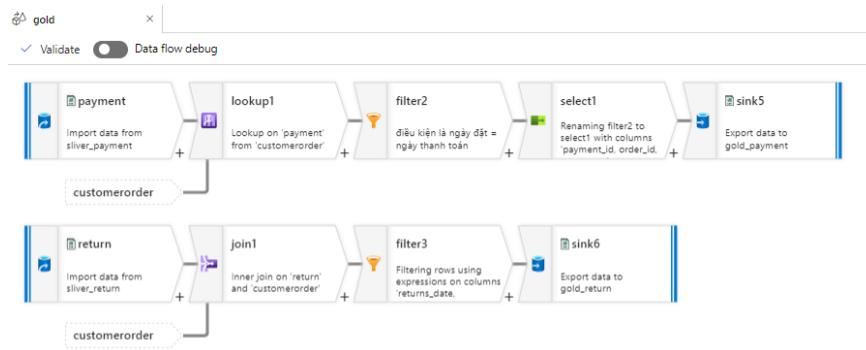 gold ×
Validate Data flow debug
payment
Import data from
sliver_payment
+
lookup1
Lookup on 'payment'
from 'customerorder'
+
filter2
điều kiện là ngày đặt =
ngày thanh toán
+
select1
Renaming filter2 to
select1 with columns
'payment_id, order_id,
+
sink5
Export data to
gold_payment
customerorder
return
Import data from
sliver_return
+
join1
Inner join on 'return'
and 'customerorder'
+
filter3
Filtering rows using
expressions on columns
'returns_date,
+
sink6
Export data to
gold_return
customerorder